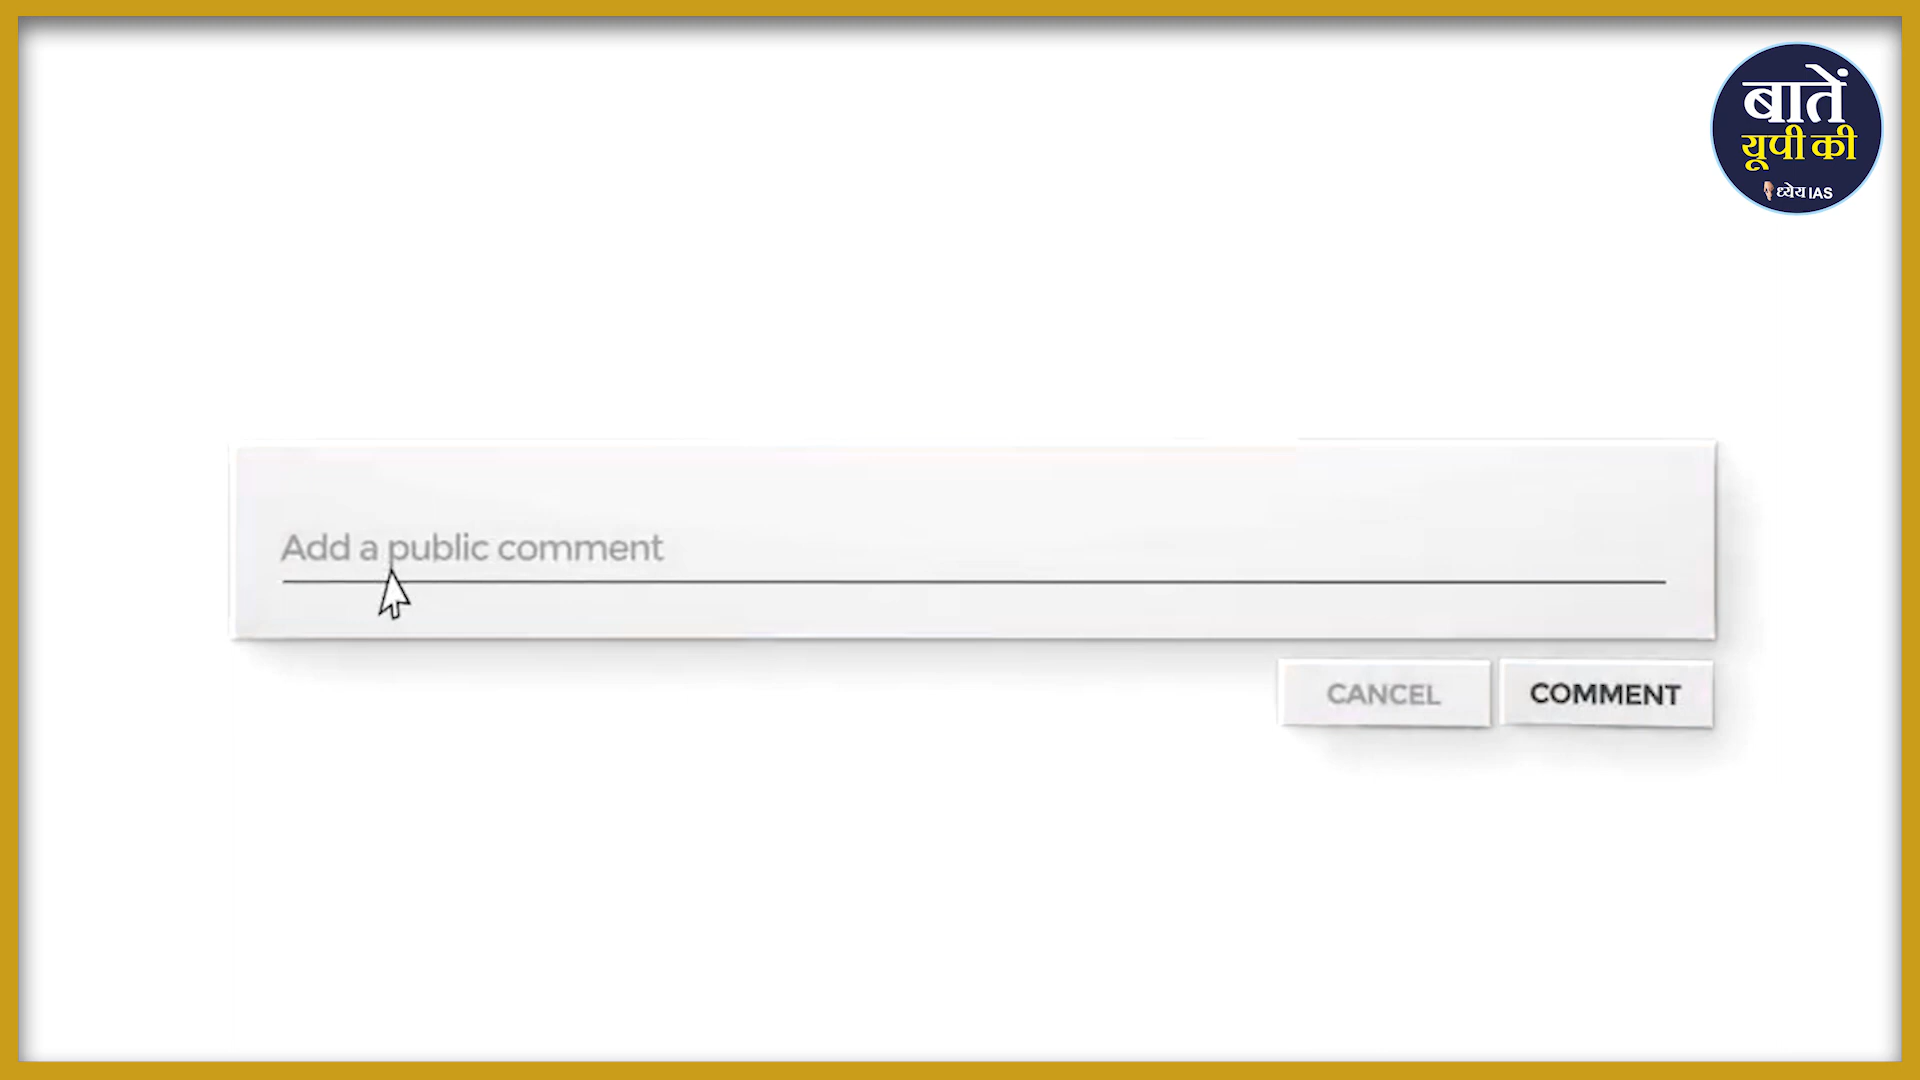 बातें
यूपी की
ध्येय IAS
Add a public comment
CANCEL
COMMENT